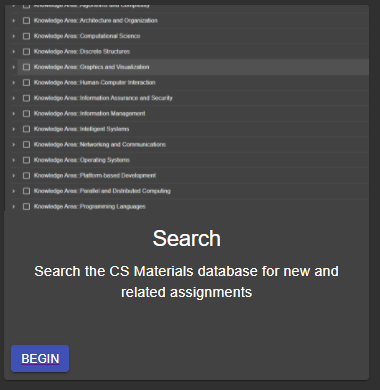 Knowledge Area: Algorithms and Complexity
Knowledge Area: Architecture and Organization
Knowledge Area: Computational Science
Knowledge Area: Discrete Structures
Knowledge Area: Graphics and Visualization
Knowledge Area: Human-Computer Interaction
Knowledge Area: Information Assurance and Security
Knowledge Area: Information Management
Knowledge Area: Intelligent Systems
Knowledge Area: Networking and Communications
Knowledge Area: Operating Systems
Knowledge Area: Platform-based Development
Knowledge Area: Parallel and Distributed Computing
Knowledge Area: Programming Languages
Search
Search the CS Materials database for new and
related assignments
BEGIN